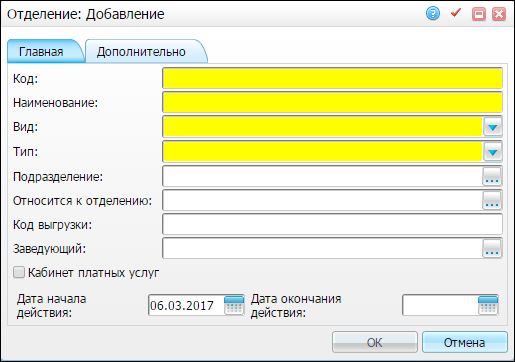 Отделение: Добавление
Главная Дополнительно
Код:
Наименование:
Вид:
Тип:
Подразделение:
Относится к отделению:
Код выгрузки:
Заведующий:
Кабинет платных услуг
Дата начала действия: 06.03.2017 Дата окончания действия:
ОК Отмена